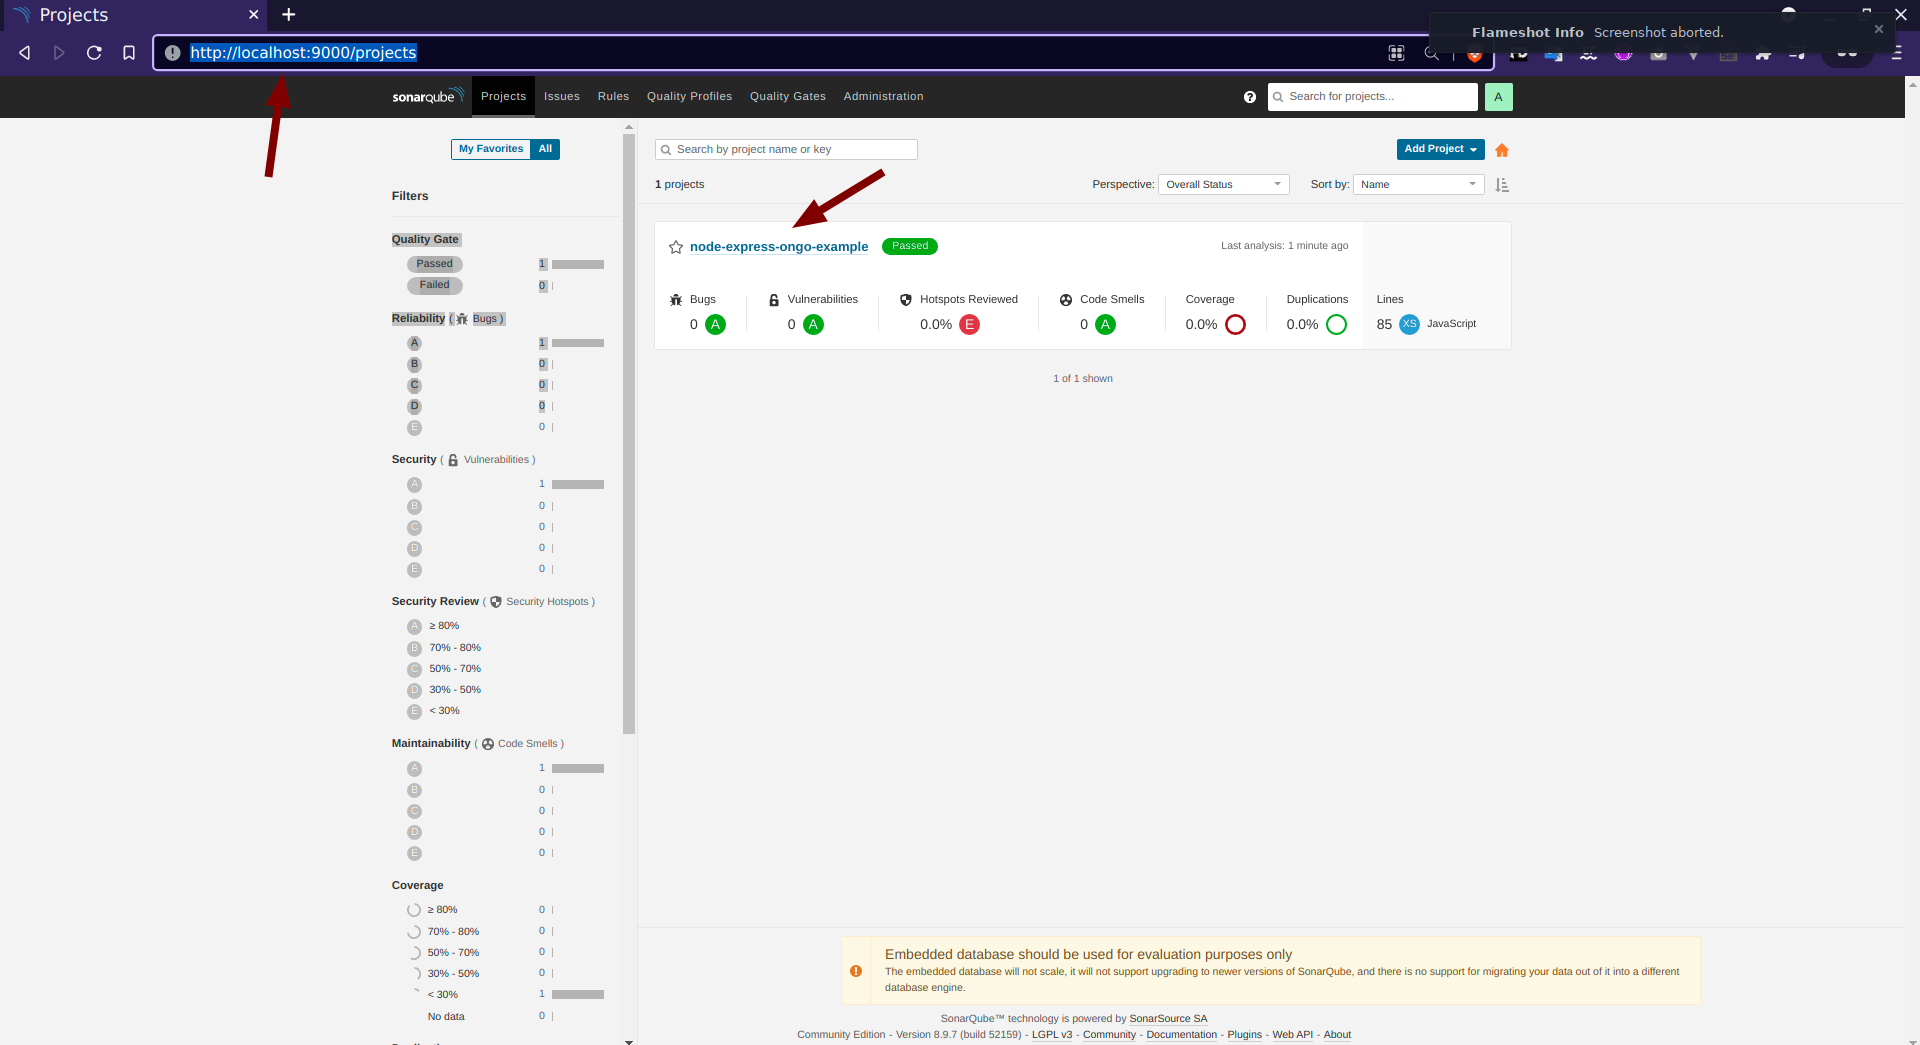 Projects
http://localhost:9000/projects
Flameshot Info Screenshot aborted.
sonarqube Projects Issues Rules Quality Profiles Quality Gates Administration
Search for projects...
A
My Favorites All
Filters
Quality Gate
Passed 1
Failed 0
Reliability ( Bugs )
A 1
B 0
C 0
D 0
E 0
Security ( Vulnerabilities )
A 1
B 0
C 0
D 0
E 0
Security Review ( Security Hotspots )
A ≥ 80%
B 70% - 80%
C 50% - 70%
D 30% - 50%
E < 30%
Maintainability ( Code Smells )
A 1
B 0
C 0
D 0
E 0
Coverage
≥ 80% 0
70% - 80% 0
50% - 70% 0
30% - 50% 0
< 30% 1
No data 0
Search by project name or key
Add Project
1 projects
Perspective: Overall Status Sort by: Name
node-express-ongo-example Passed Last analysis: 1 minute ago
Bugs Vulnerabilities Hotspots Reviewed Code Smells Coverage Duplications Lines
0 A 0 A 0.0% E 0 A 0.0% 0.0% 85 XS JavaScript
1 of 1 shown
Embedded database should be used for evaluation purposes only
The embedded database will not scale, it will not support upgrading to newer versions of SonarQube, and there is no support for migrating your data out of it into a different
database engine.
SonarQube™ technology is powered by SonarSource SA
Community Edition - Version 8.9.7 (build 52159) - LGPL v3 - Community - Documentation - Plugins - Web API - About